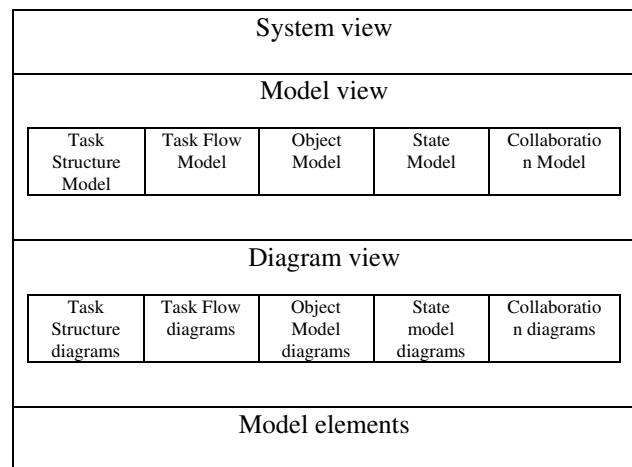 System view
Model view
Task
Structure
Model
Task Flow
Model
Object
Model
State
Model
Collaboratio
n Model
Diagram view
Task
Structure
diagrams
Task Flow
diagrams
Object
Model
diagrams
State
model
diagrams
Collaboratio
n diagrams
Model elements